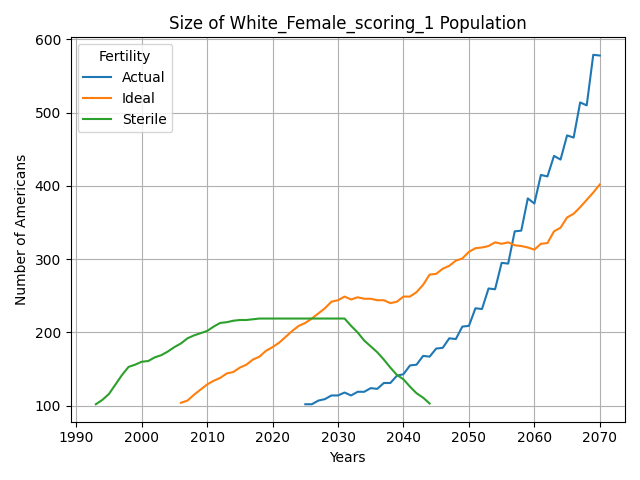 Size of White_Female_scoring_1 Population
Fertility
Actual
Ideal
Sterile
Number of Americans
600
500
400
300
200
100
1990 2000 2010 2020 2030 2040 2050 2060 2070
Years